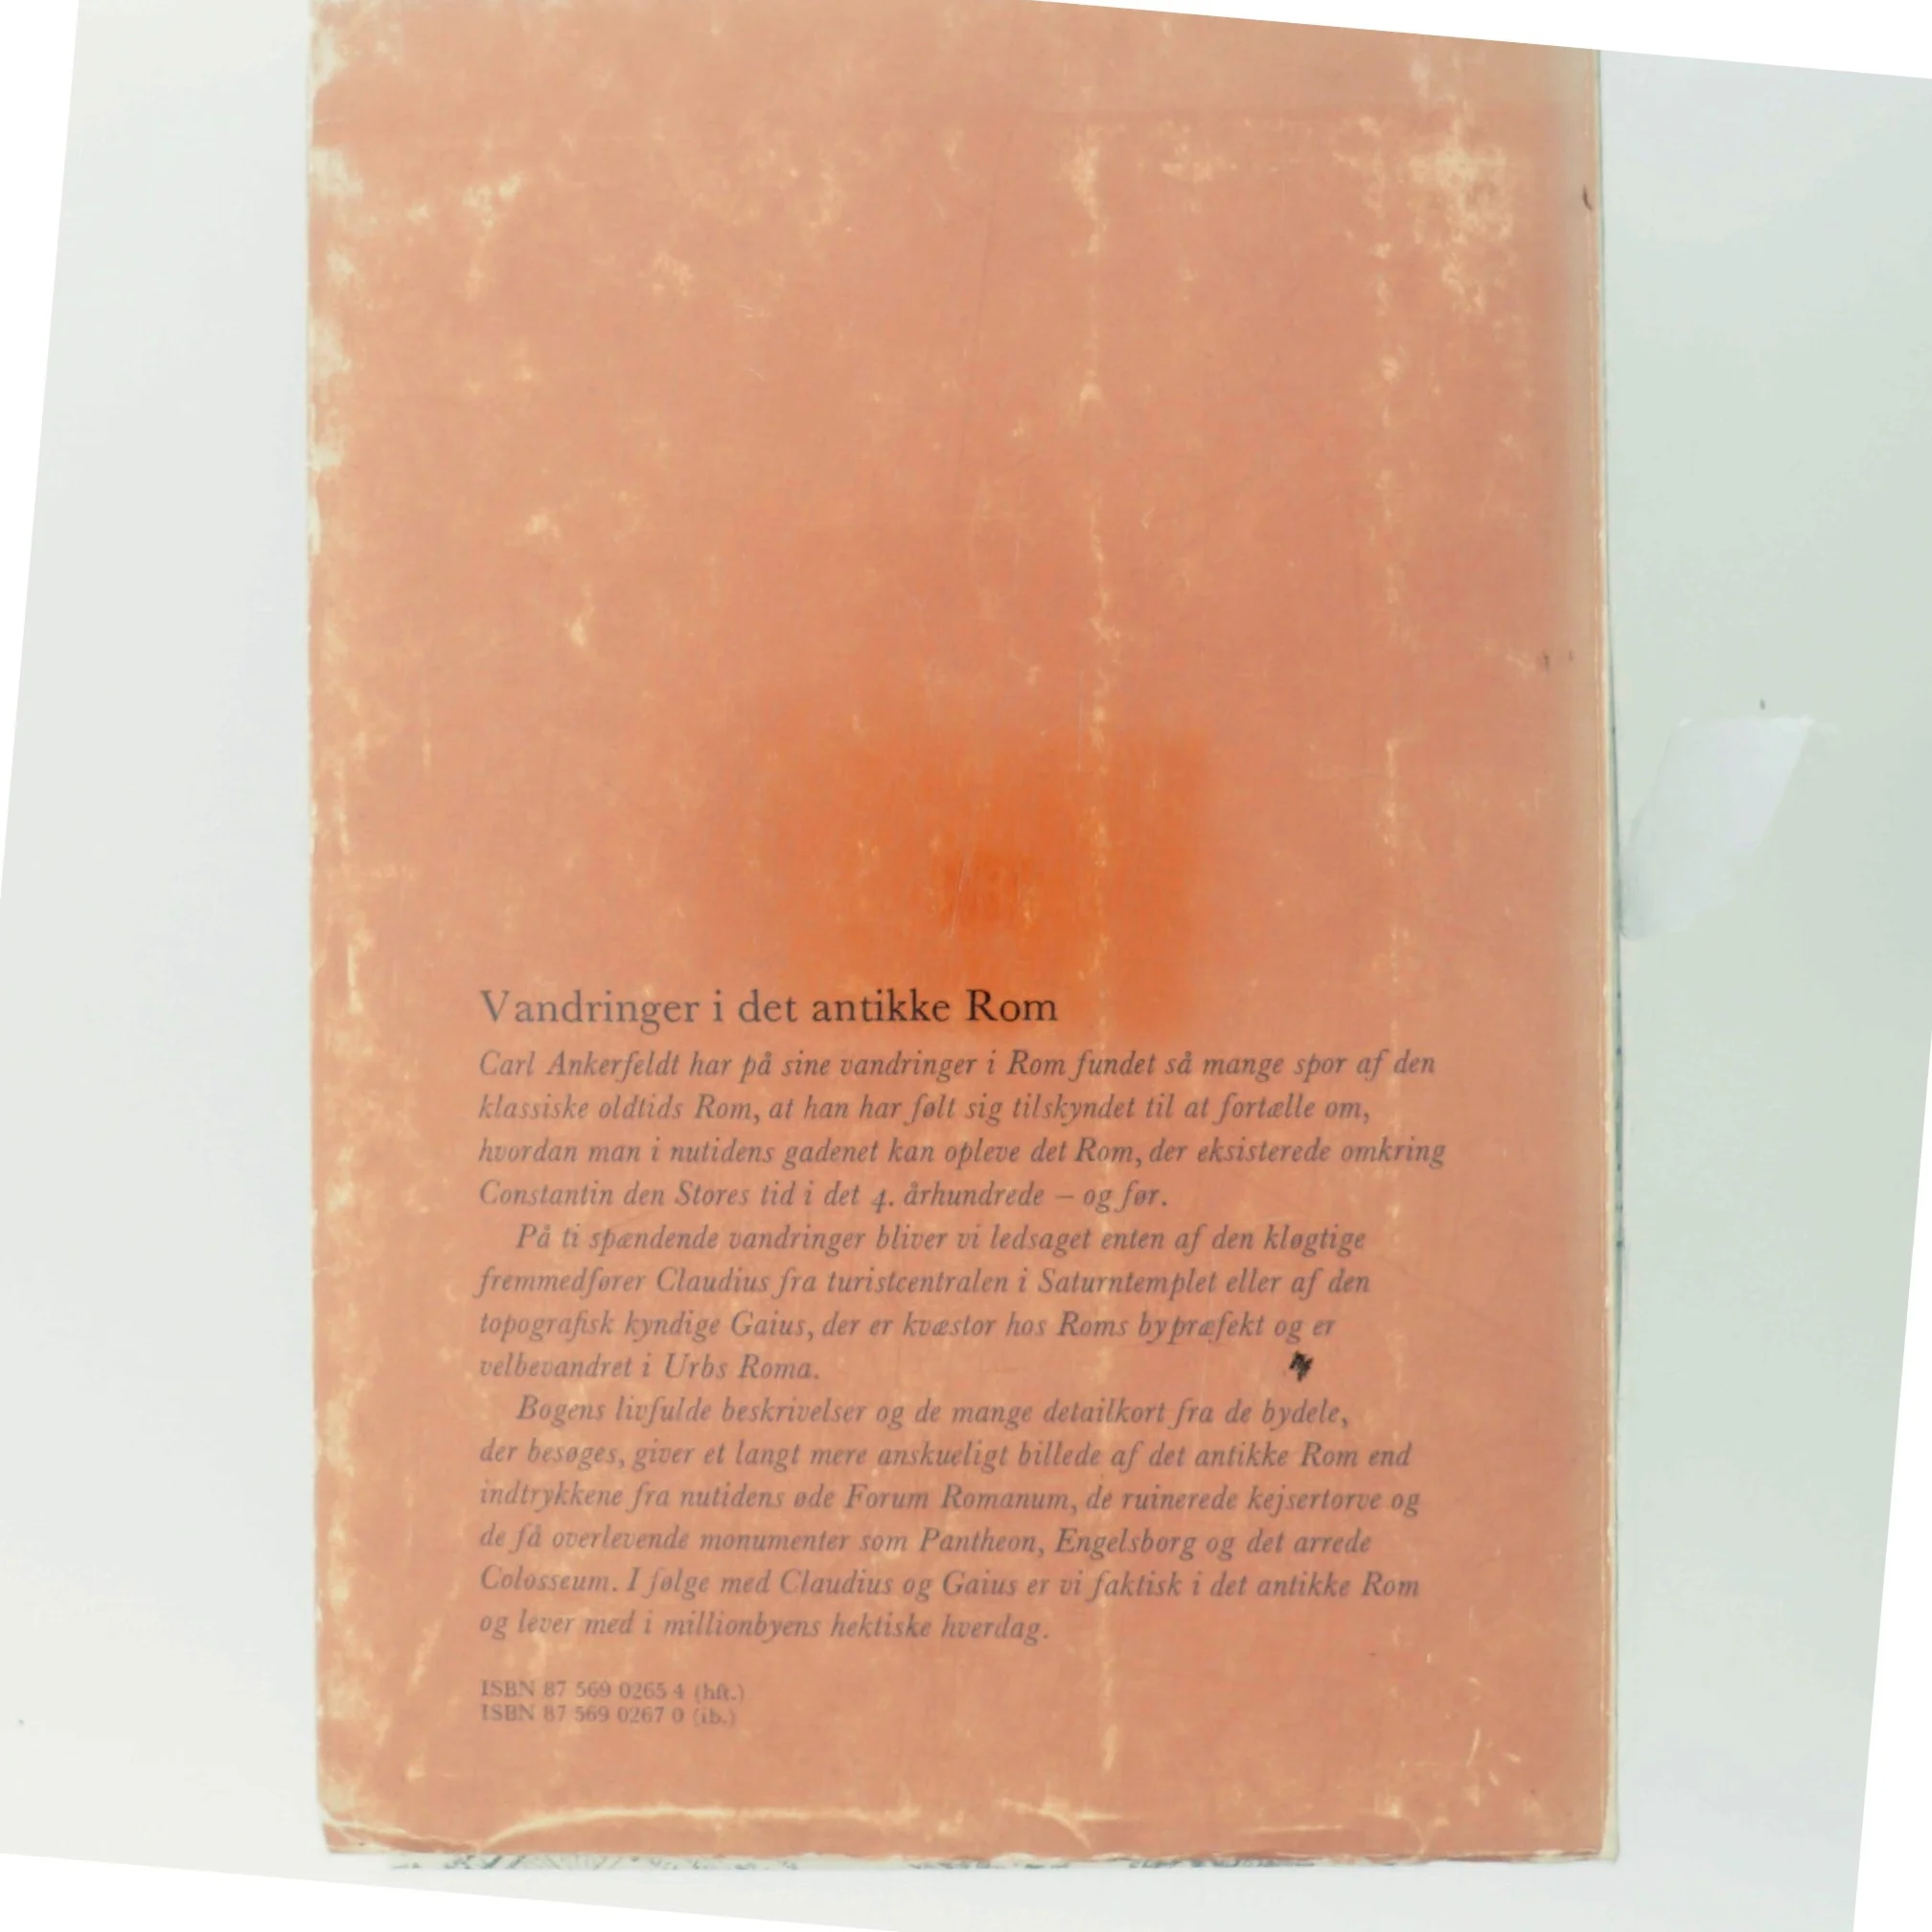 Vandringer i det antikke Rom
Carl Ankerfeldt har på sine vandringer i Rom fundet så mange spor af den
klassiske oldtids Rom, at han har følt sig tilskyndet til at fortælle om,
hvordan man i nutidens gadenet kan opleve det Rom, der eksisterede omkring
Constantin den Stores tid i det 4. århundrede – og før.
På ti spændende vandringer bliver vi ledsaget enten af den kløgtige
fremmedfører Claudius fra turistcentralen i Saturntemplet eller af den
topografisk kyndige Gaius, der er kvæstor hos Roms bypræfekt og er
velbevandret i Urbs Roma.
Bogens livfulde beskrivelser og de mange detailkort fra de bydele,
der besøges, giver et langt mere anskueligt billede af det antikke Rom end
indtrykkene fra nutidens øde Forum Romanum, de ruinerede kejsertorve og
de få overlevende monumenter som Pantheon, Engelsborg og det arrede
Colosseum. I følge med Claudius og Gaius er vi faktisk i det antikke Rom
og lever med i millionbyens hektiske hverdag.
ISBN 87 569 0265 4 (hft.)
ISBN 87 569 0267 0 (ib.)